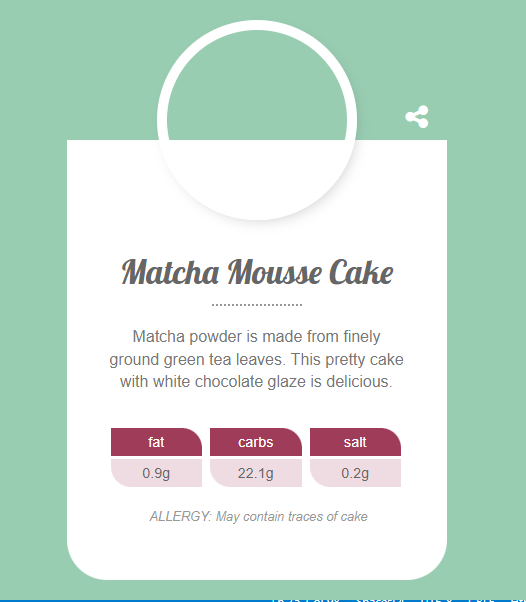 Matcha Mousse Cake
Matcha powder is made from finely
ground green tea leaves. This pretty cake
with white chocolate glaze is delicious.
fat carbs salt
0.9g 22.1g 0.2g
ALLERGY: May contain traces of cake